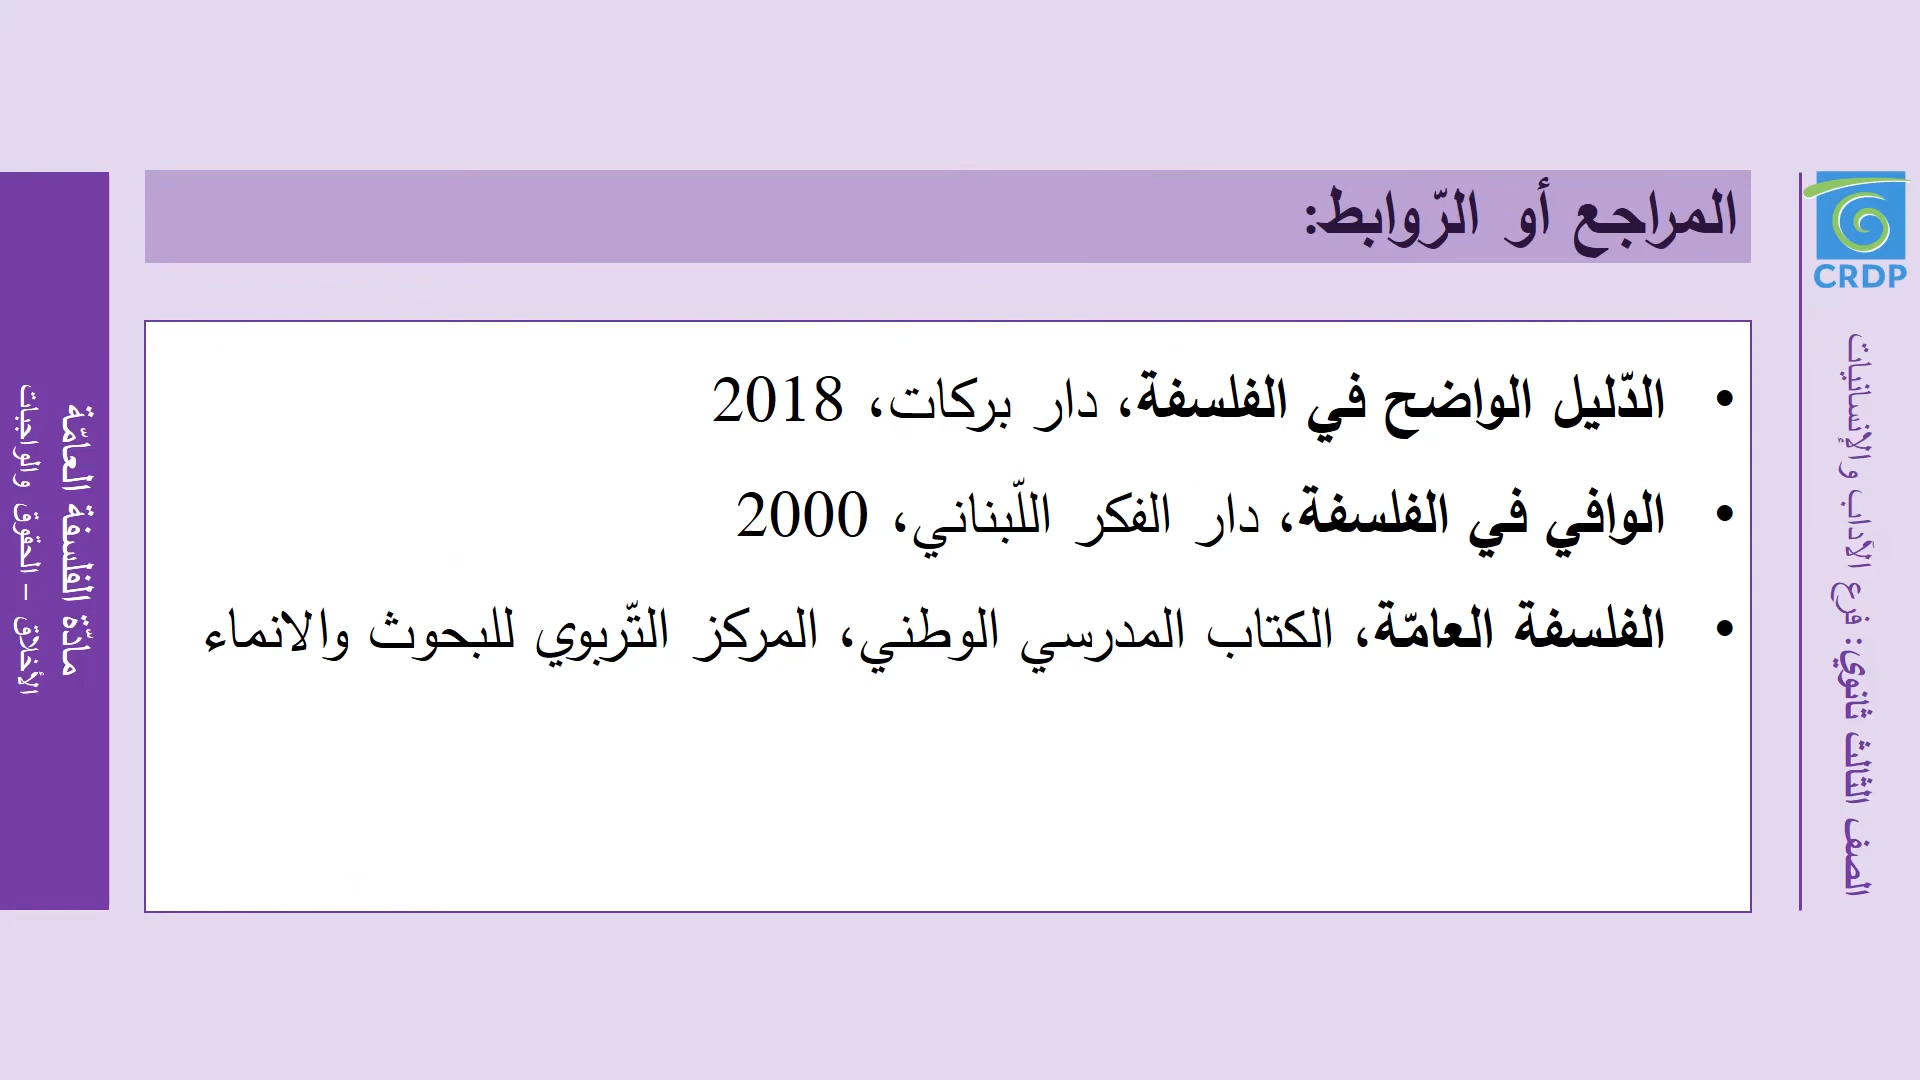 المراجع أو الرّوابط:
CRDP
• الدّليل الواضح في الفلسفة، دار بركات، 2018
• الوافي في الفلسفة، دار الفكر اللّبناني، 2000
• الفلسفة العامّة، الكتاب المدرسي الوطني، المركز التّربوي للبحوث والانماء
الصف الثالث ثانوي: فرع الآداب والإنسانيات
مادّة الفلسفة العامّة
الأخلاق – الحقوق والواجبات